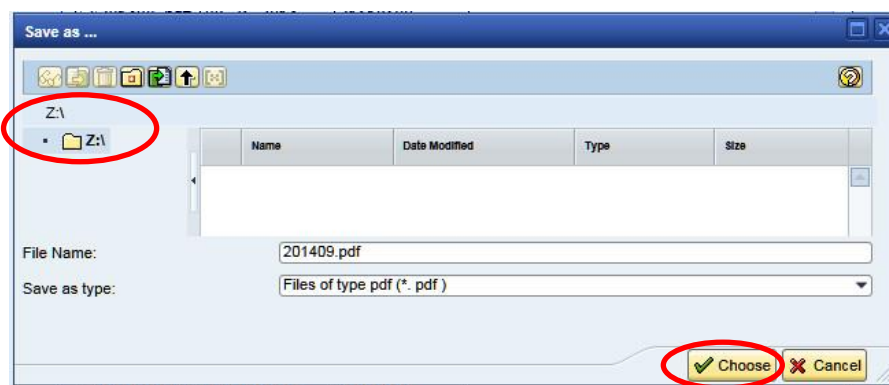 Save as ...
Z:\
Z:\
Name Date Modified Type Size
File Name: 201409.pdf
Save as type: Files of type pdf (*. pdf )
Choose Cancel